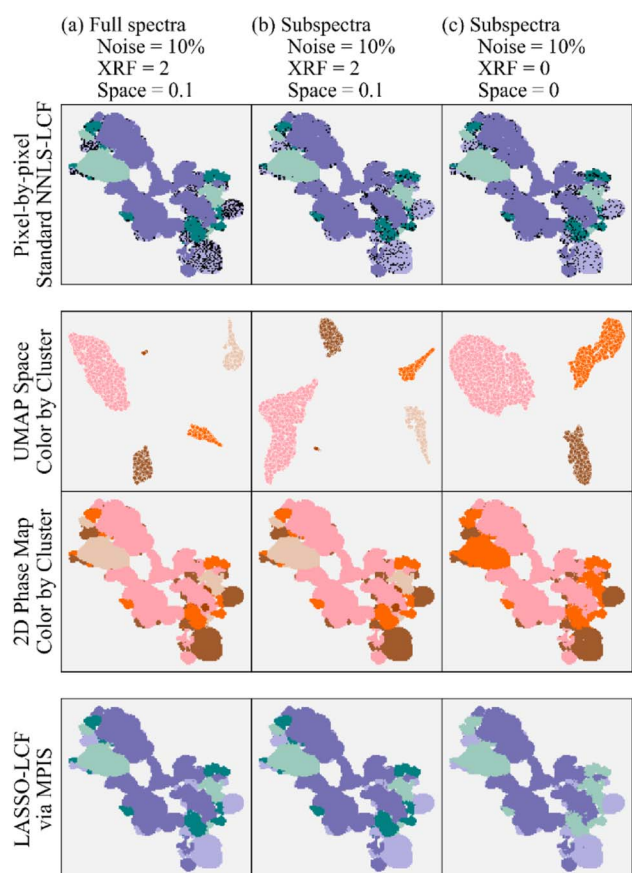 (a) Full spectra
Noise = 10%
XRF = 2
Space = 0.1
(b) Subspectra
Noise = 10%
XRF = 2
Space = 0.1
(c) Subspectra
Noise = 10%
XRF = 0
Space = 0
Pixel-by-pixel
Standard NNLS-LCF
UMAP Space
Color by Cluster
2D Phase Map
Color by Cluster
LASSO-LCF
via MPIS